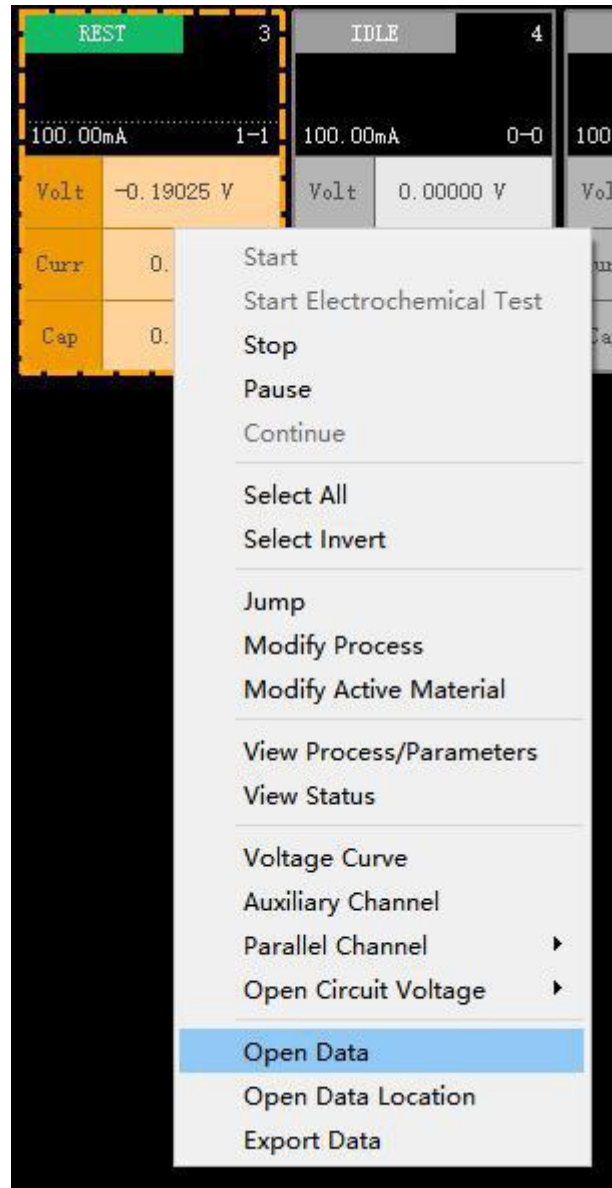 REST 3 IDLE 4
100.00mA 1-1 100.00mA 0-0 100
Volt -0.19025 V Volt 0.00000 V
Curr 0.
Cap 0.
Start
Start Electrochemical Test
Stop
Pause
Continue
Select All
Select Invert
Jump
Modify Process
Modify Active Material
View Process/Parameters
View Status
Voltage Curve
Auxiliary Channel
Parallel Channel
Open Circuit Voltage
Open Data
Open Data Location
Export Data